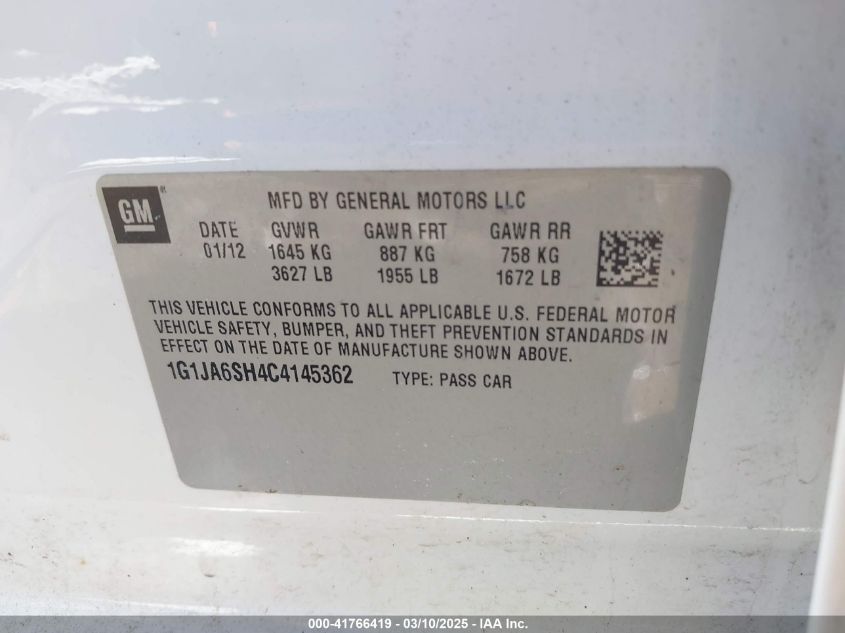 GM
MFD BY GENERAL MOTORS LLC
DATE GVWR GAWR FRT GAWR RR
01/12 1645 KG 887 KG 758 KG
3627 LB 1955 LB 1672 LB
THIS VEHICLE CONFORMS TO ALL APPLICABLE U.S. FEDERAL MOTOR
VEHICLE SAFETY, BUMPER, AND THEFT PREVENTION STANDARDS IN
EFFECT ON THE DATE OF MANUFACTURE SHOWN ABOVE.
1G1JA6SH4C4145362 TYPE: PASS CAR
000-41766419 - 03/10/2025 - IAA Inc.